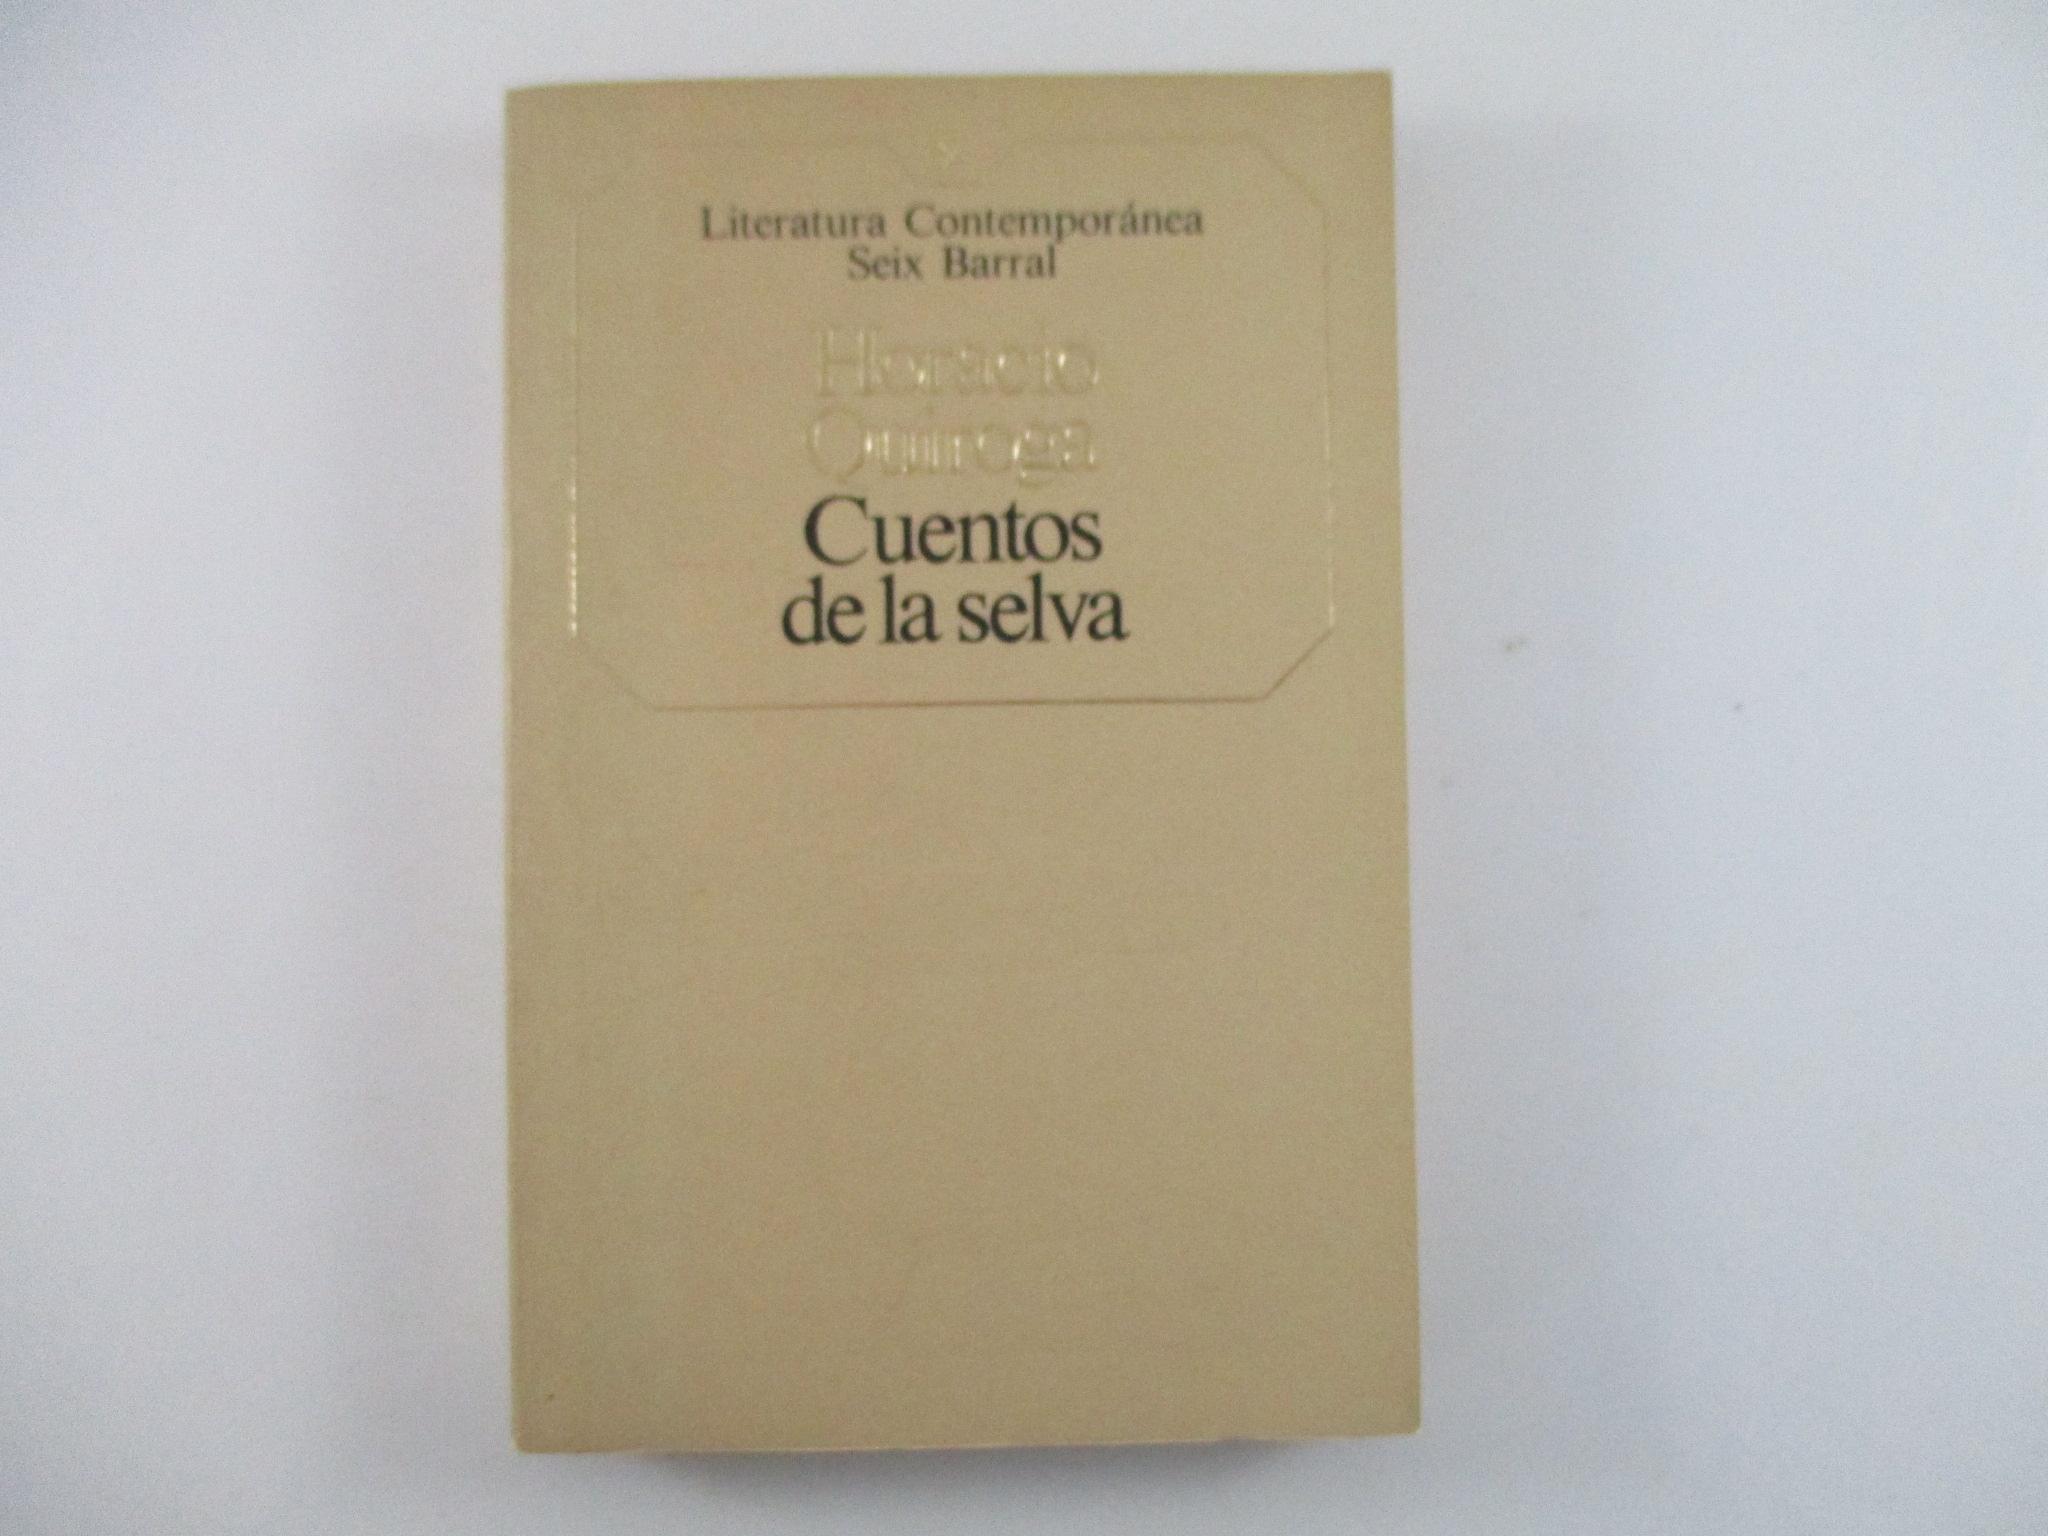 Literatura Contemporánea
Seix Barral
Horacio
Quiroga
Cuentos
de la selva